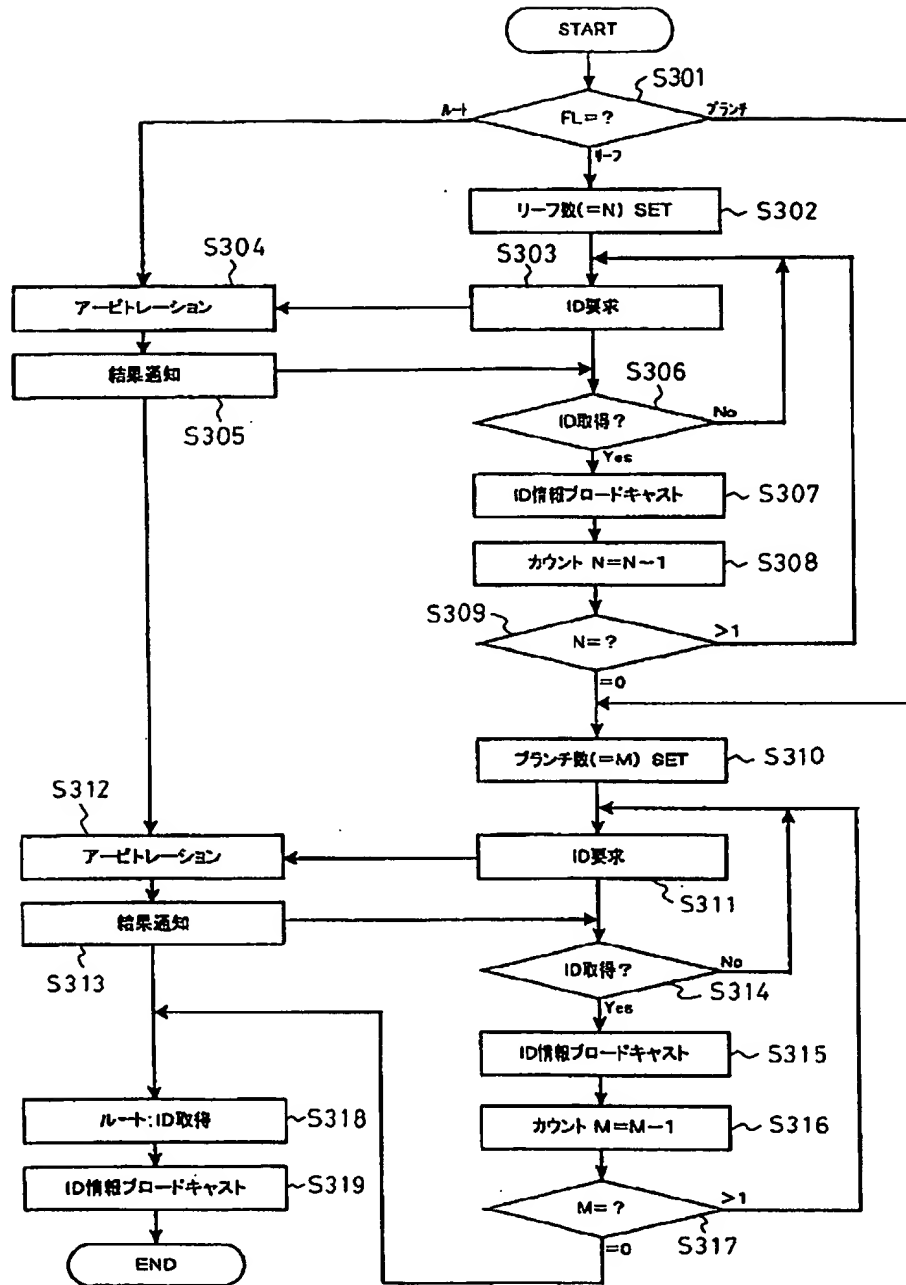 START
S301
ルート
FL=?
ブランチ
リーフ
リーフ数(=N) SET
S302
S304
S303
アービトレーション
ID要求
結果通知
S305
S306
ID取得?
No
Yes
ID情報ブロードキャスト
S307
カウント N=N-1
S308
S309
N=?
>1
=0
ブランチ数(=M) SET
S310
S312
アービトレーション
ID要求
S311
結果通知
S313
ID取得?
No
S314
Yes
ID情報ブロードキャスト
S315
カウント M=M-1
S316
ルート:ID取得
S318
ID情報ブロードキャスト
S319
M=?
>1
S317
=0
END